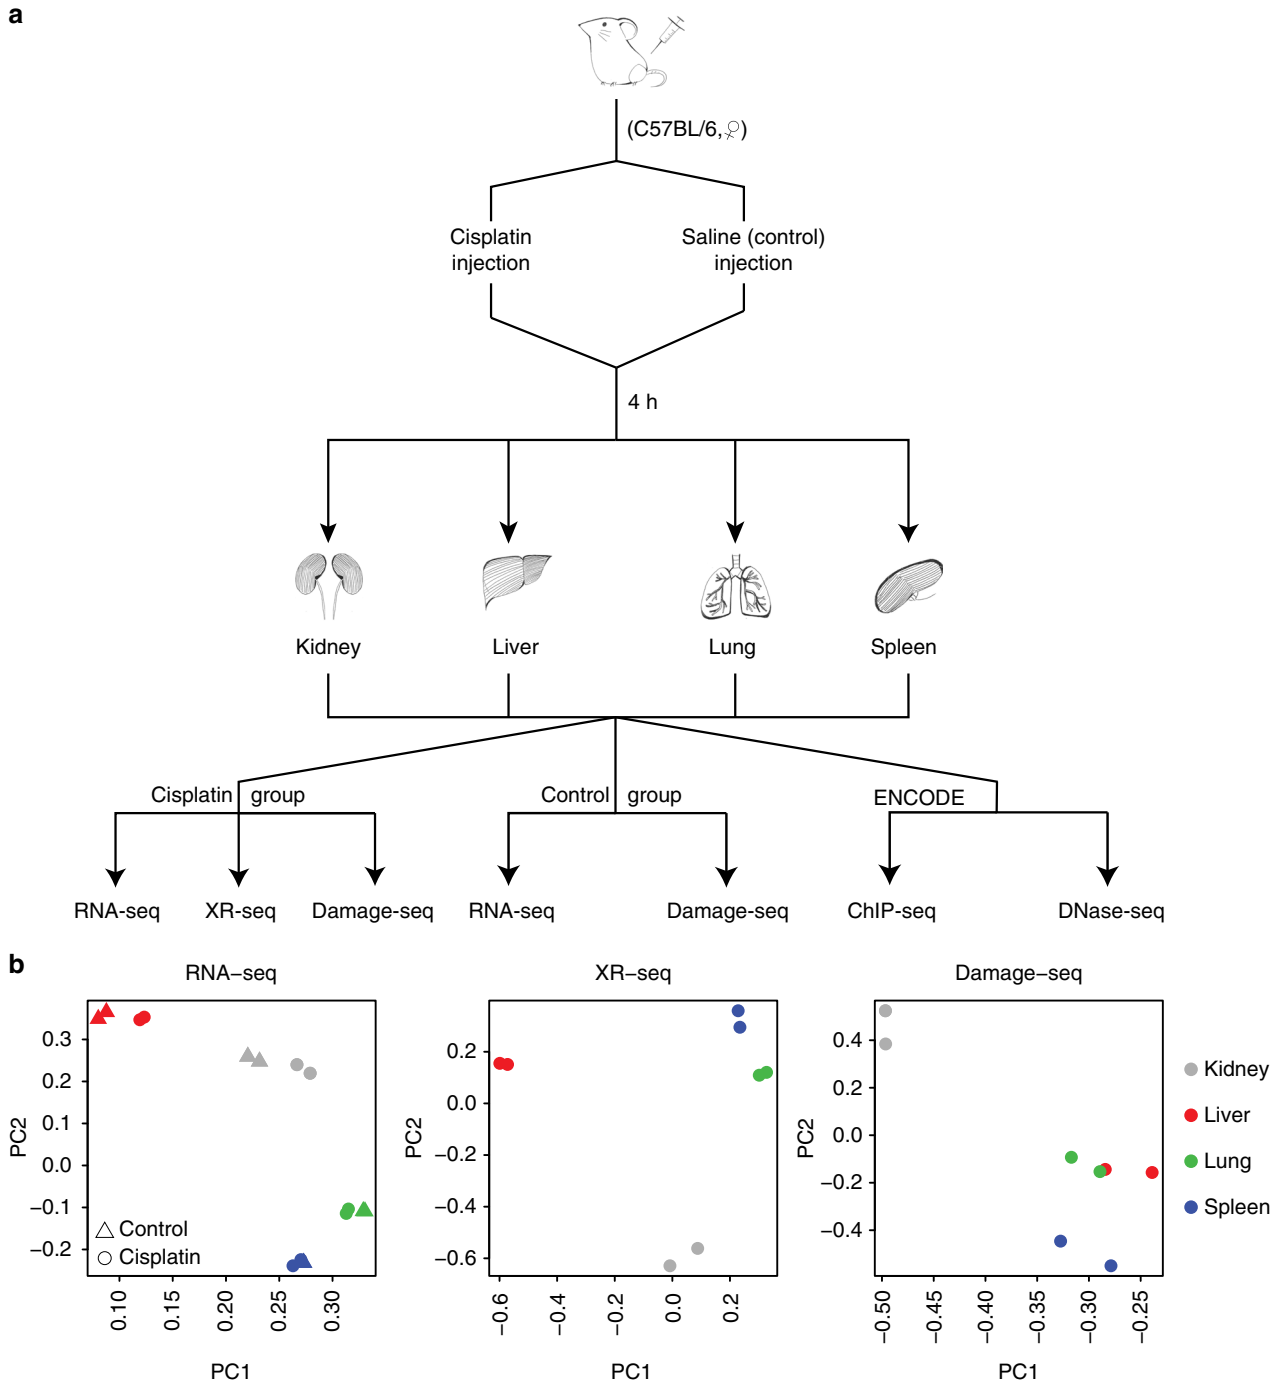 a
(C57BL/6,♀)
Cisplatin
injection
Saline (control)
injection
4 h
Kidney
Liver
Lung
Spleen
Cisplatin group
Control group
ENCODE
RNA-seq
XR-seq
Damage-seq
RNA-seq
Damage-seq
ChIP-seq
DNase-seq
b
RNA–seq
PC2
0.3
0.2
0.1
0.0
–0.1
–0.2
Control
Cisplatin
0.10
0.15
0.20
0.25
0.30
PC1
XR–seq
PC2
0.2
0.0
–0.2
–0.4
–0.6
–0.6
–0.4
–0.2
0.0
0.2
PC1
Damage–seq
PC2
0.4
0.2
0.0
–0.2
–0.4
–0.50
–0.45
–0.40
–0.35
–0.30
–0.25
PC1
Kidney
Liver
Lung
Spleen